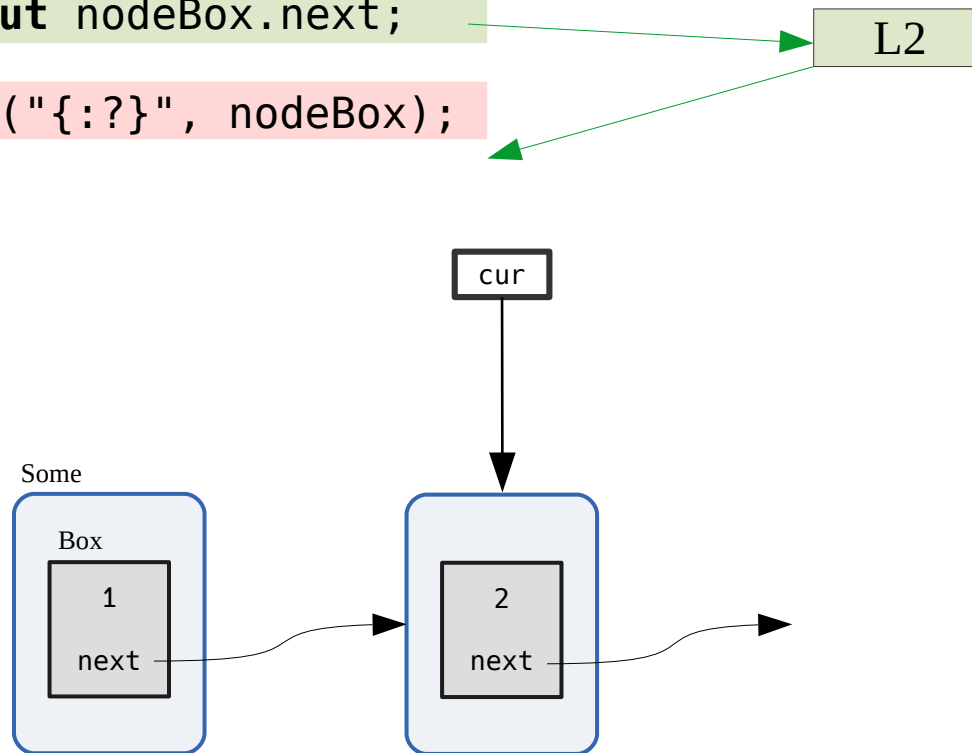 ut nodeBox.next;
L2
("{:?}", nodeBox);
cur
Some
Box
1
2
next
next